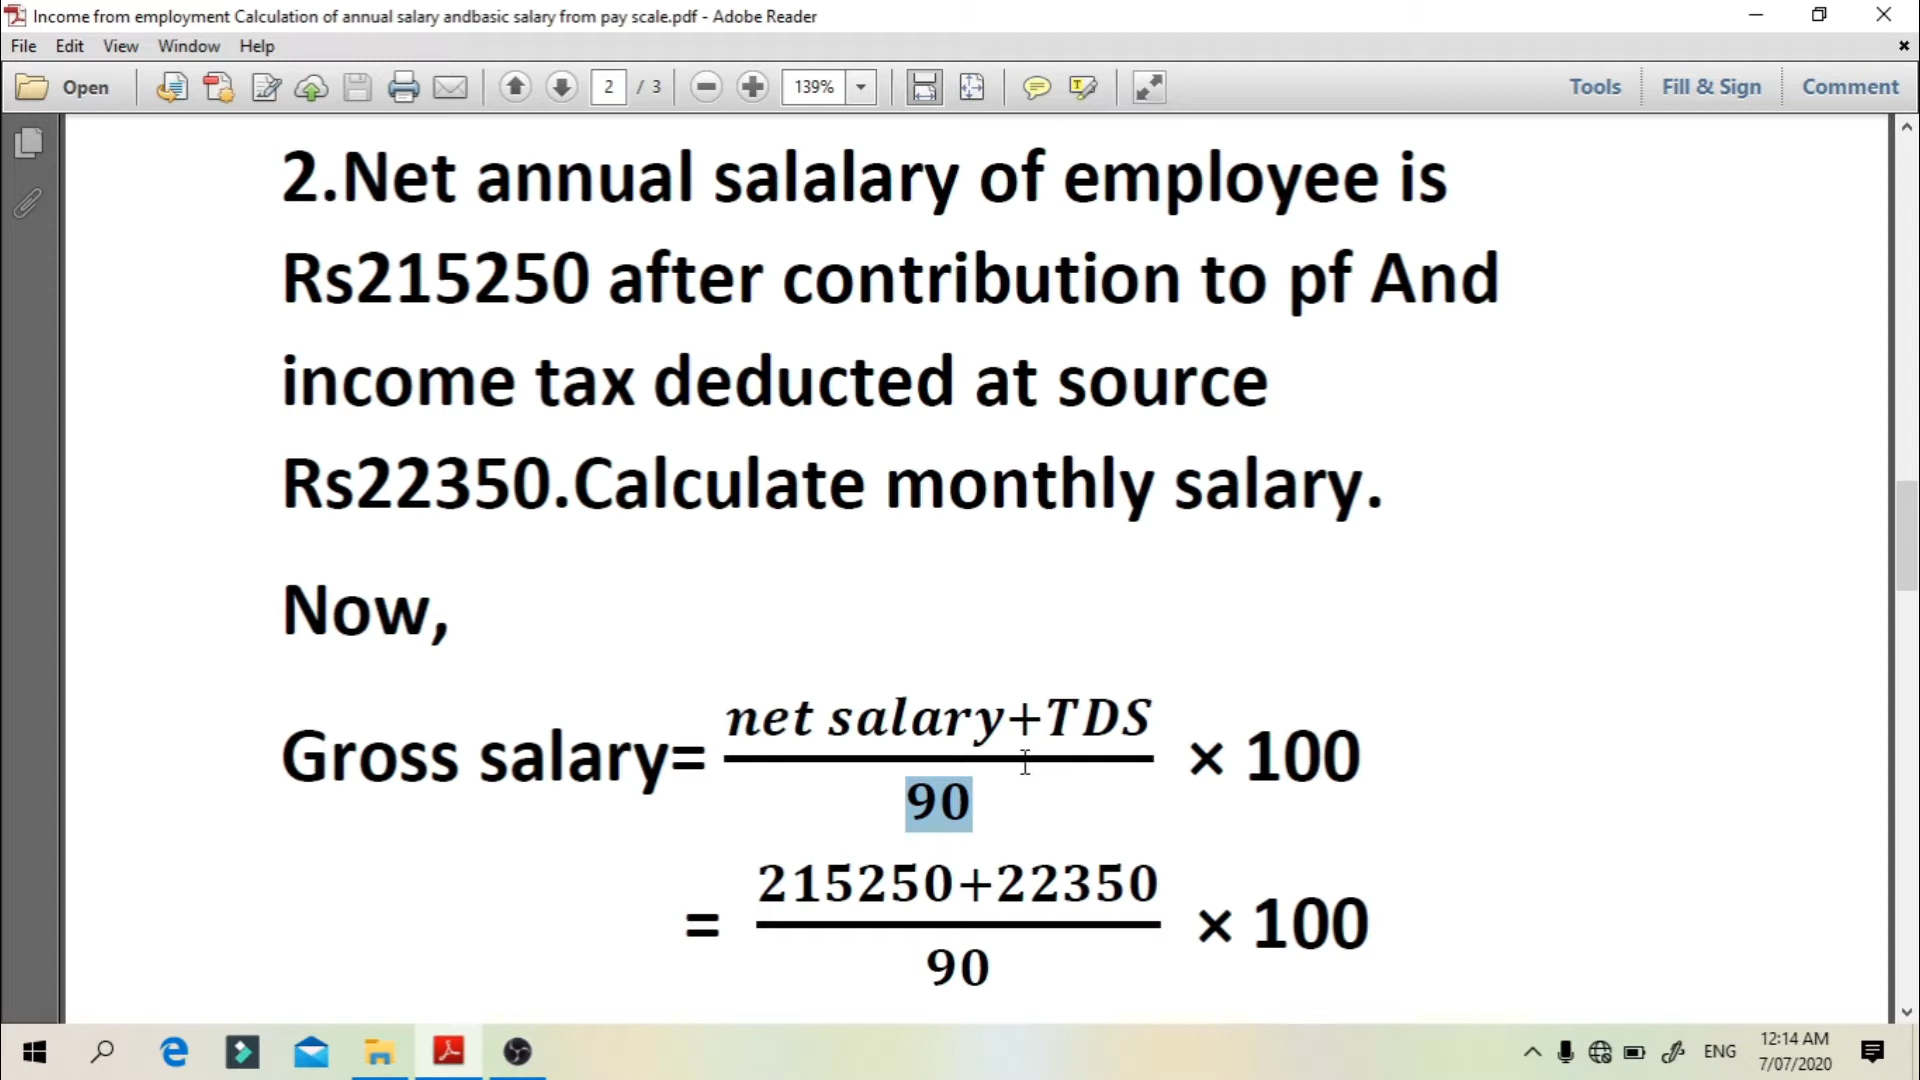 Income from employment Calculation of annual salary andbasic salary from pay scale.pdf - Adobe Reader
File Edit View Window Help
Open 2 / 3 139% Tools Fill & Sign Comment
2.Net annual salalary of employee is
Rs215250 after contribution to pf And
income tax deducted at source
Rs22350.Calculate monthly salary.
Now,
Gross salary= net salary+TDS × 100
90
= 215250+22350 × 100
90
ENG
12:14 AM
7/07/2020